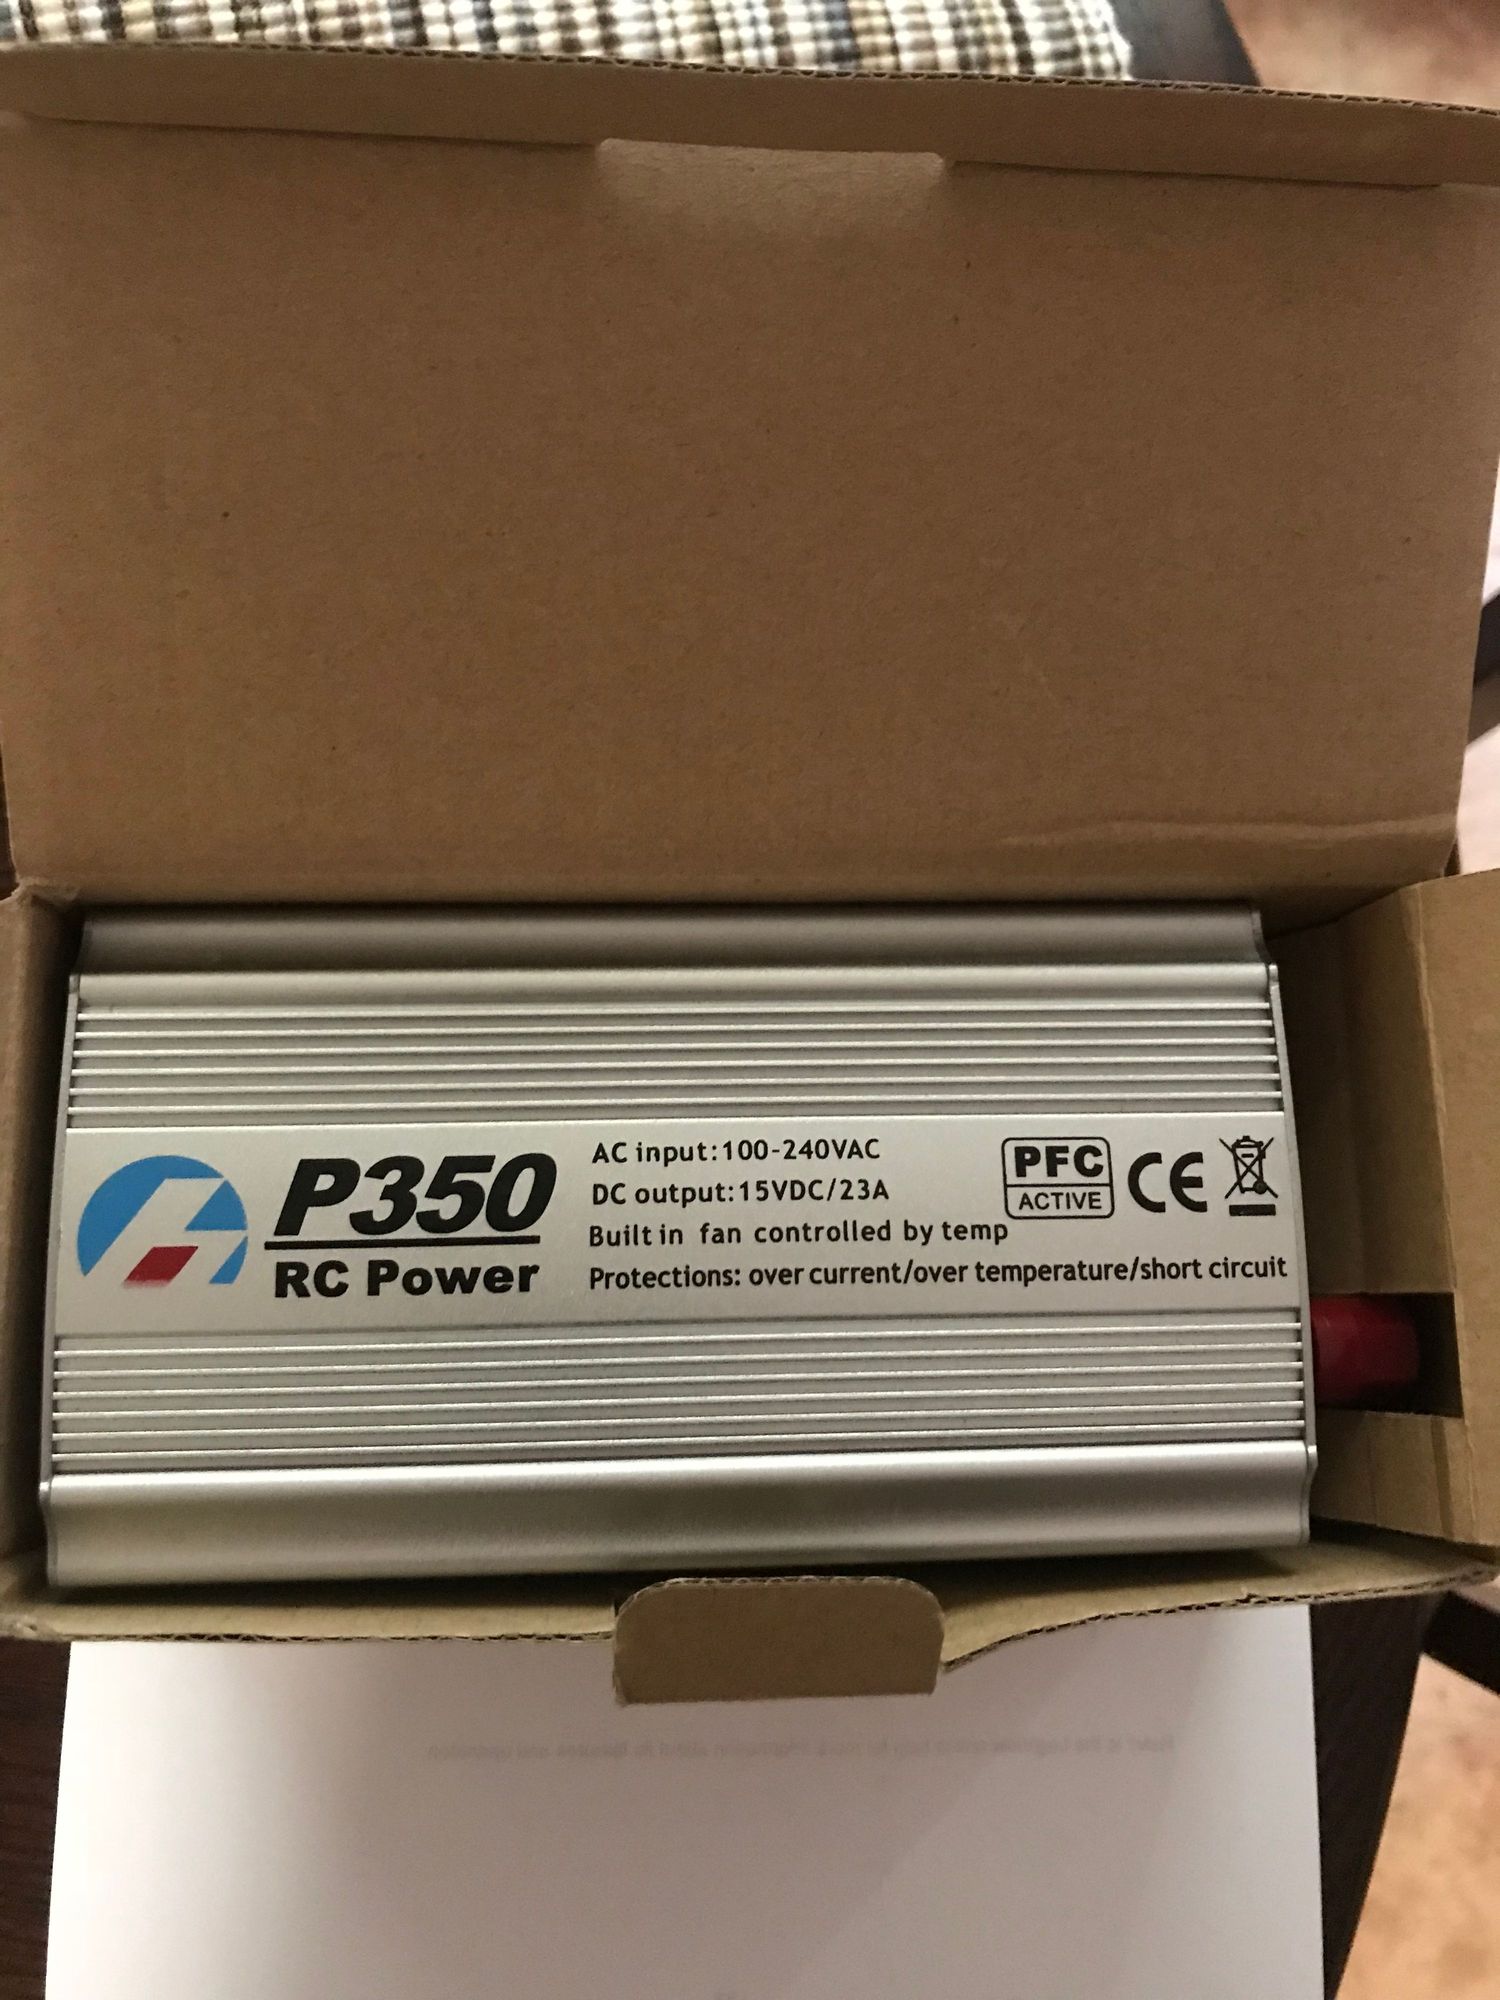 P350
RC Power
AC input:100-240VAC
DC output:15VDC/23A
Built in fan controlled by temp
Protections: over current/over temperature/short circuit
PFC
ACTIVE
CE